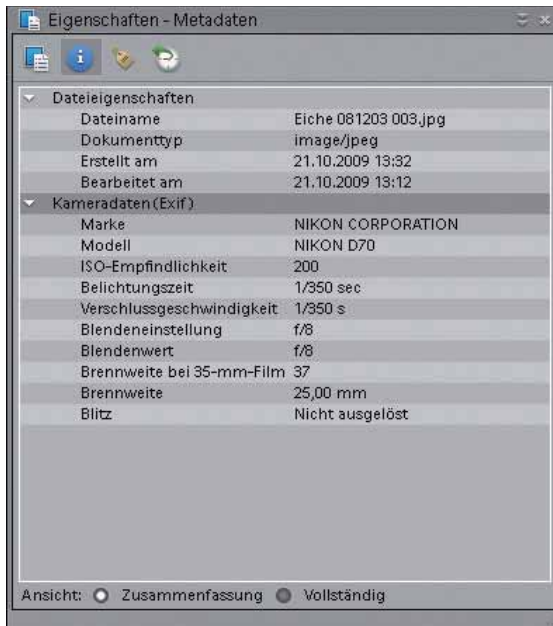 Eigenschaften - Metadaten
Dateieigenschaften
Dateiname Eiche 081203 003.jpg
Dokumenttyp image/jpeg
Erstellt am 21.10.2009 13:32
Bearbeitet am 21.10.2009 13:12
Kameradaten (Exif)
Marke NIKON CORPORATION
Modell NIKON D70
ISO-Empfindlichkeit 200
Belichtungszeit 1/350 sec
Verschlussgeschwindigkeit 1/350 s
Blendeneinstellung f/8
Blendenwert f/8
Brennweite bei 35-mm-Film 37
Brennweite 25,00 mm
Blitz Nicht ausgelöst
Ansicht: Zusammenfassung Vollständig